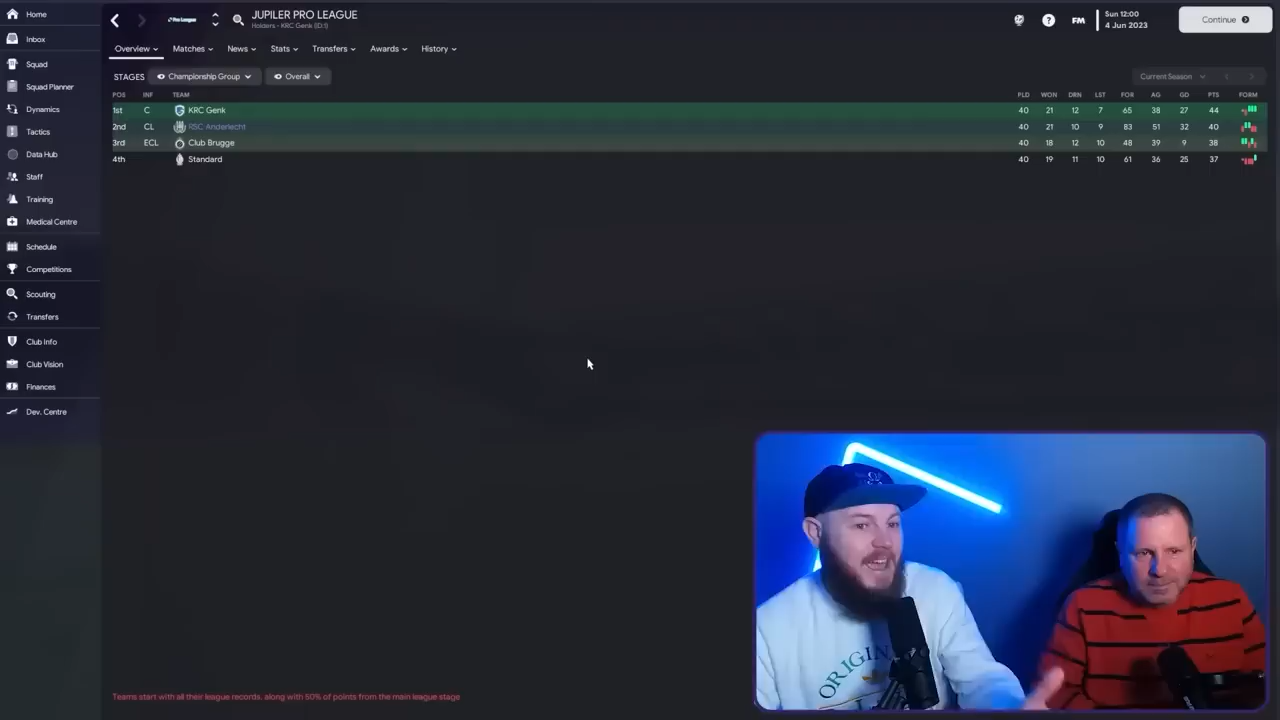 Home
Inbox
Squad
Squad Planner
Dynamics
Tactics
Data Hub
Staff
Training
Medical Centre
Schedule
Competitions
Scouting
Transfers
Club Info
Club Vision
Finances
Dev. Centre
Pro League
JUPILER PRO LEAGUE
Holders - KRC Genk (ID:1)
FM
Sun 12:00
4 Jun 2023
Continue
Overview Matches News Stats Transfers Awards History
STAGES Championship Group Overall Current Season
POS INF TEAM PLD WON DRN LST FOR AG GD PTS FORM
1st C KRC Genk 40 21 12 7 65 38 27 44
2nd CL RSC Anderlecht 40 21 10 9 83 51 32 40
3rd ECL Club Brugge 40 18 12 10 48 39 9 38
4th Standard 40 19 11 10 61 36 25 37
ORIGIN
Teams start with all their league records, along with 50% of points from the main league stage